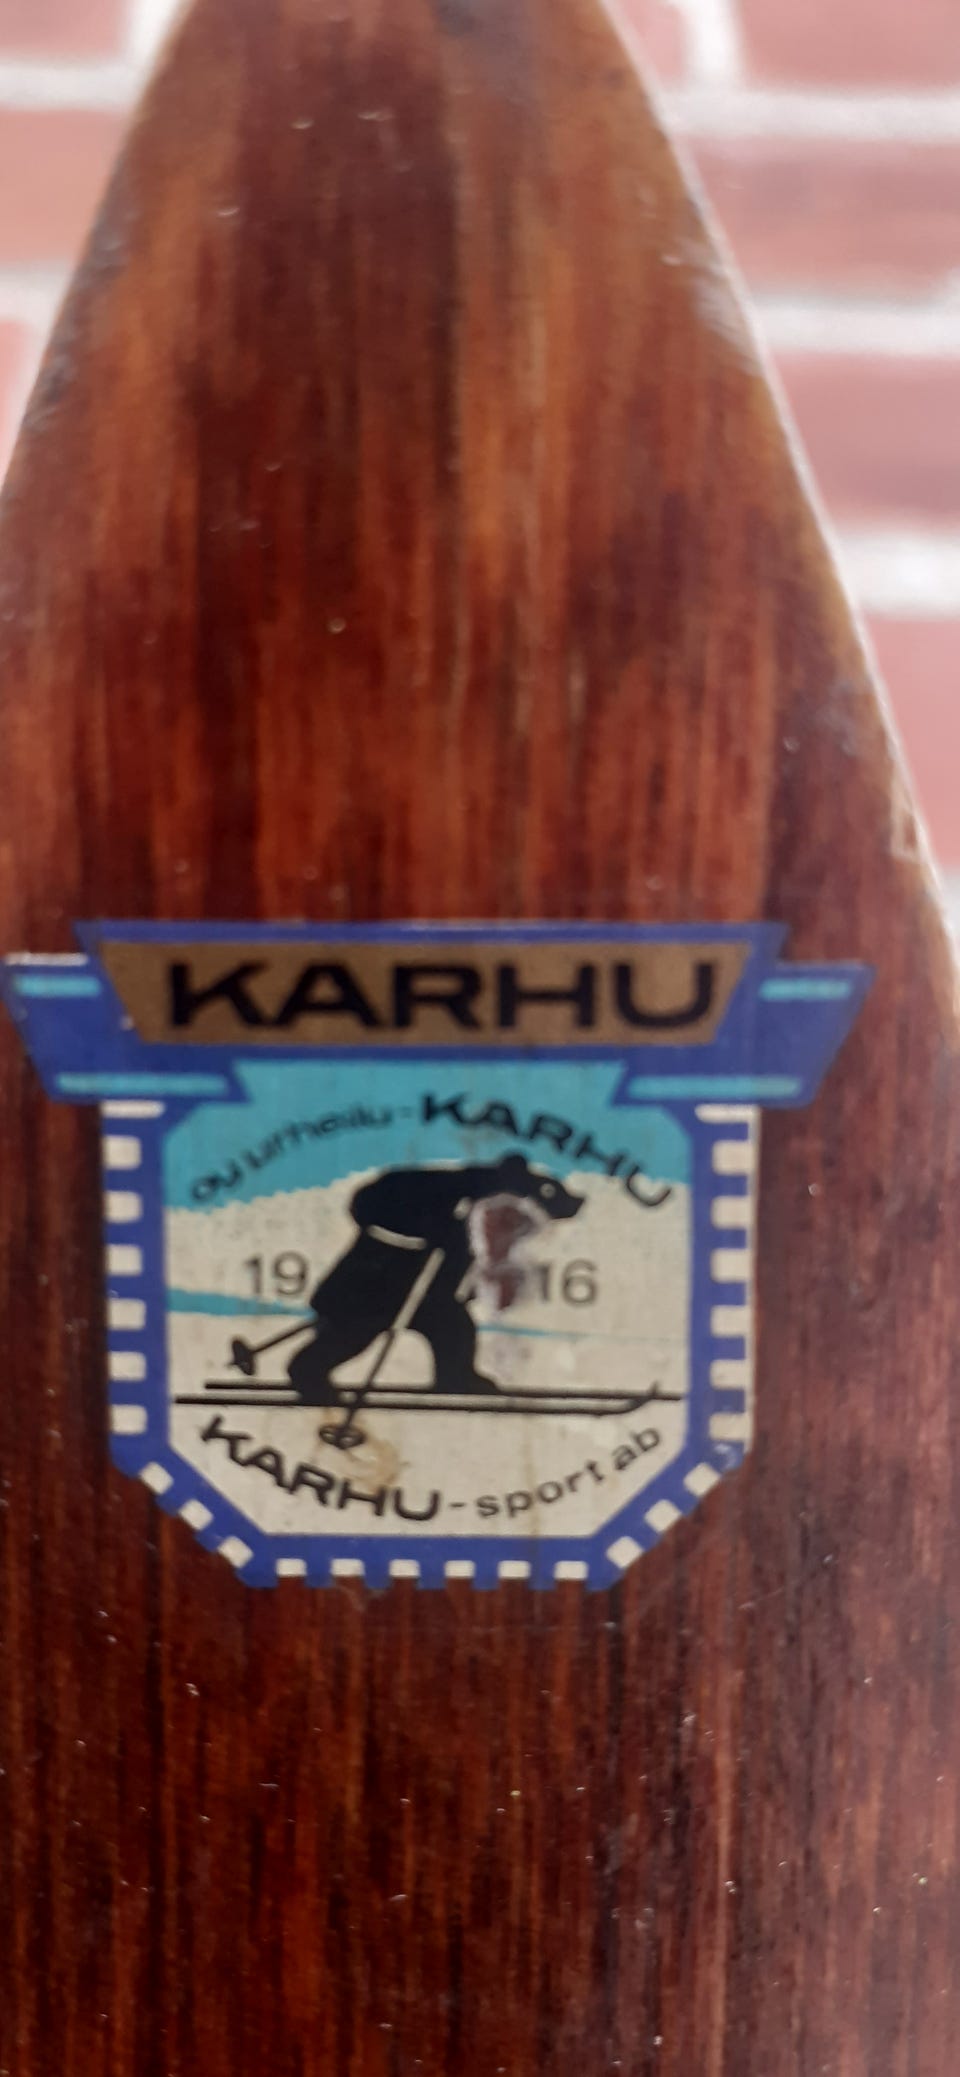 KARHU
oy urheilu-KARHU
19 16
KARHU-sport ab